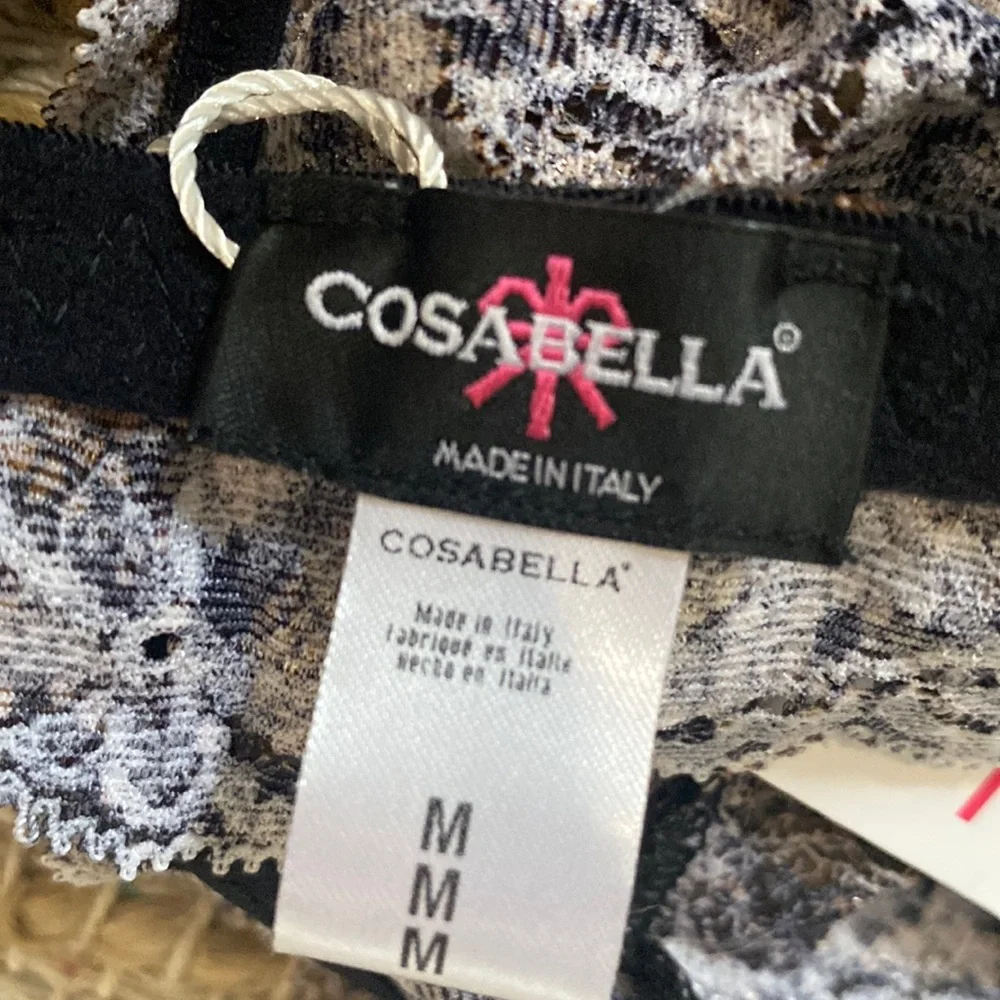 COSABELLA®
MADE IN ITALY
COSABELLA®
Made in Italy
Fabriqué en Italie
Hecho en Italia
M
M
M